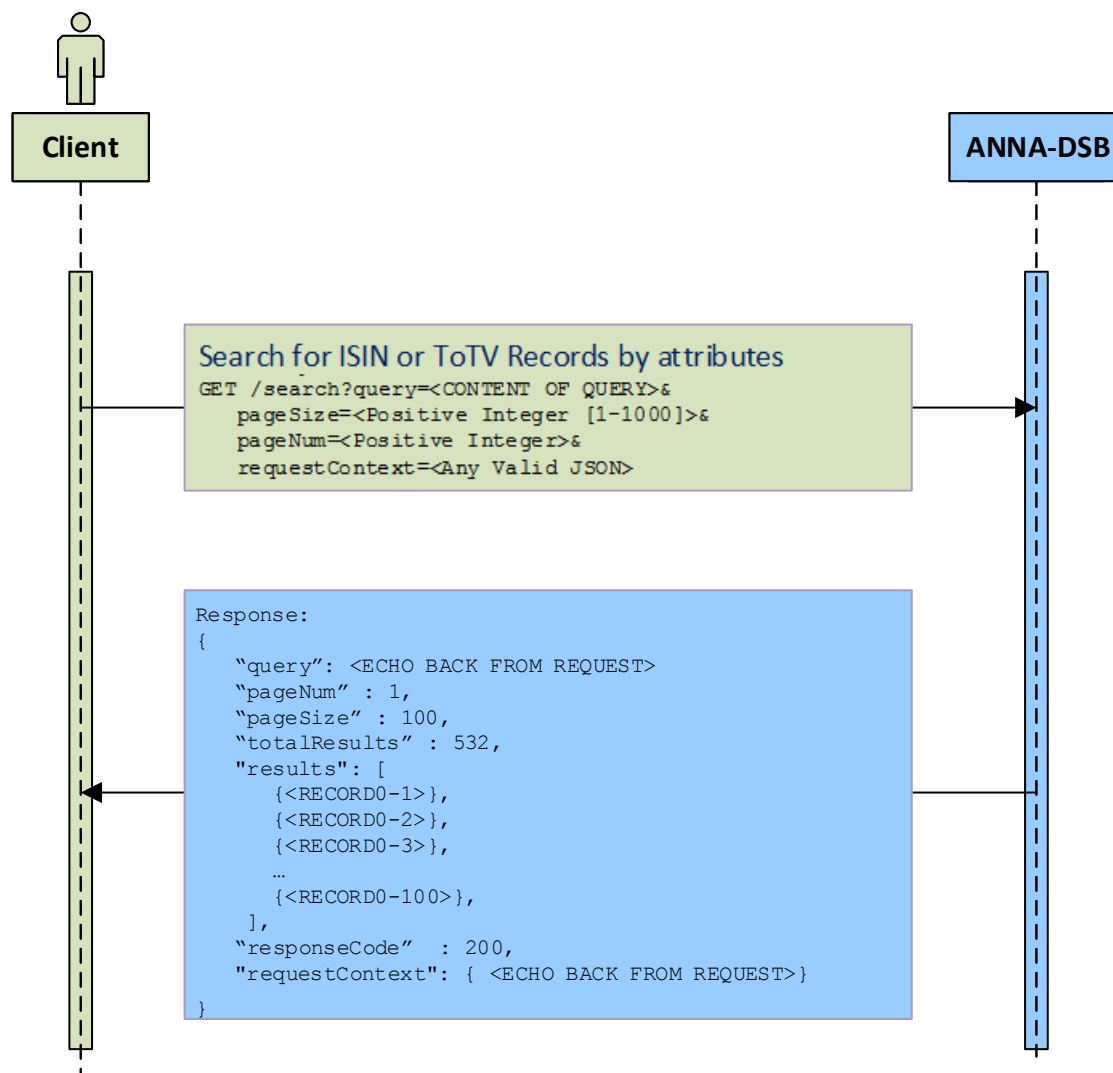 Client
ANNA-DSB
Search for ISIN or ToTV Records by attributes
GET /search?query=<CONTENT OF QUERY>&
pageSize=<Positive Integer [1-1000]>&
pageNum=<Positive Integer>&
requestContext=<Any Valid JSON>
Response:
{
“query”: <ECHO BACK FROM REQUEST>
“pageNum” : 1,
“pageSize” : 100,
“totalResults” : 532,
"results": [
{<RECORD0-1>},
{<RECORD0-2>},
{<RECORD0-3>},
…
{<RECORD0-100>},
],
“responseCode” : 200,
"requestContext": { <ECHO BACK FROM REQUEST>}
}